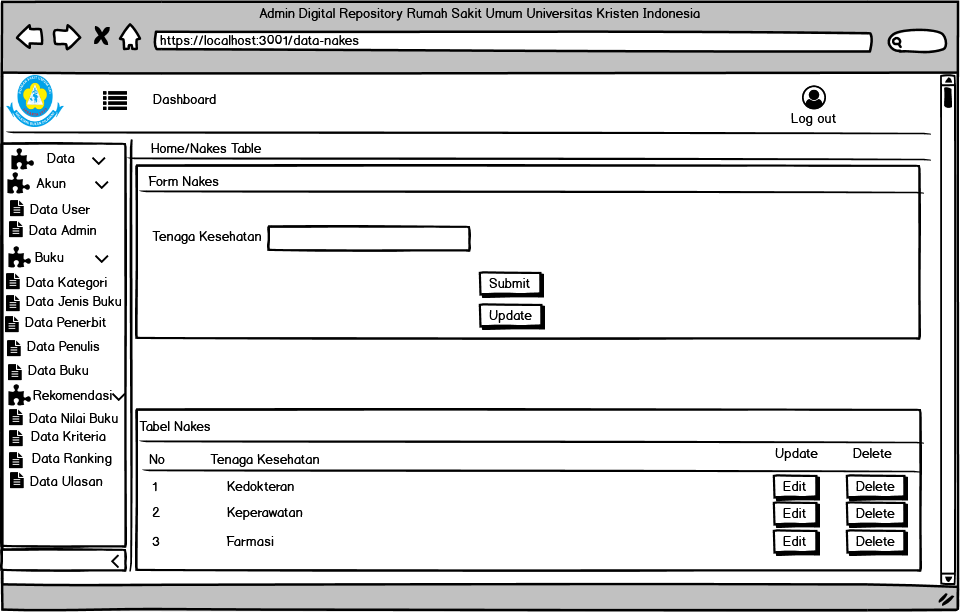 Admin Digital Repository Rumah Sakit Umum Universitas Kristen Indonesia
https://localhost:3001/data-nakes
Dashboard
Log out
Data
Akun
Data User
Data Admin
Buku
Data Kategori
Data Jenis Buku
Data Penerbit
Data Penulis
Data Buku
Rekomendasi
Data Nilai Buku
Data Kriteria
Data Ranking
Data Ulasan
Home/Nakes Table
Form Nakes
Tenaga Kesehatan
Submit
Update
Tabel Nakes
No Tenaga Kesehatan Update Delete
1 Kedokteran Edit Delete
2 Keperawatan Edit Delete
3 Farmasi Edit Delete